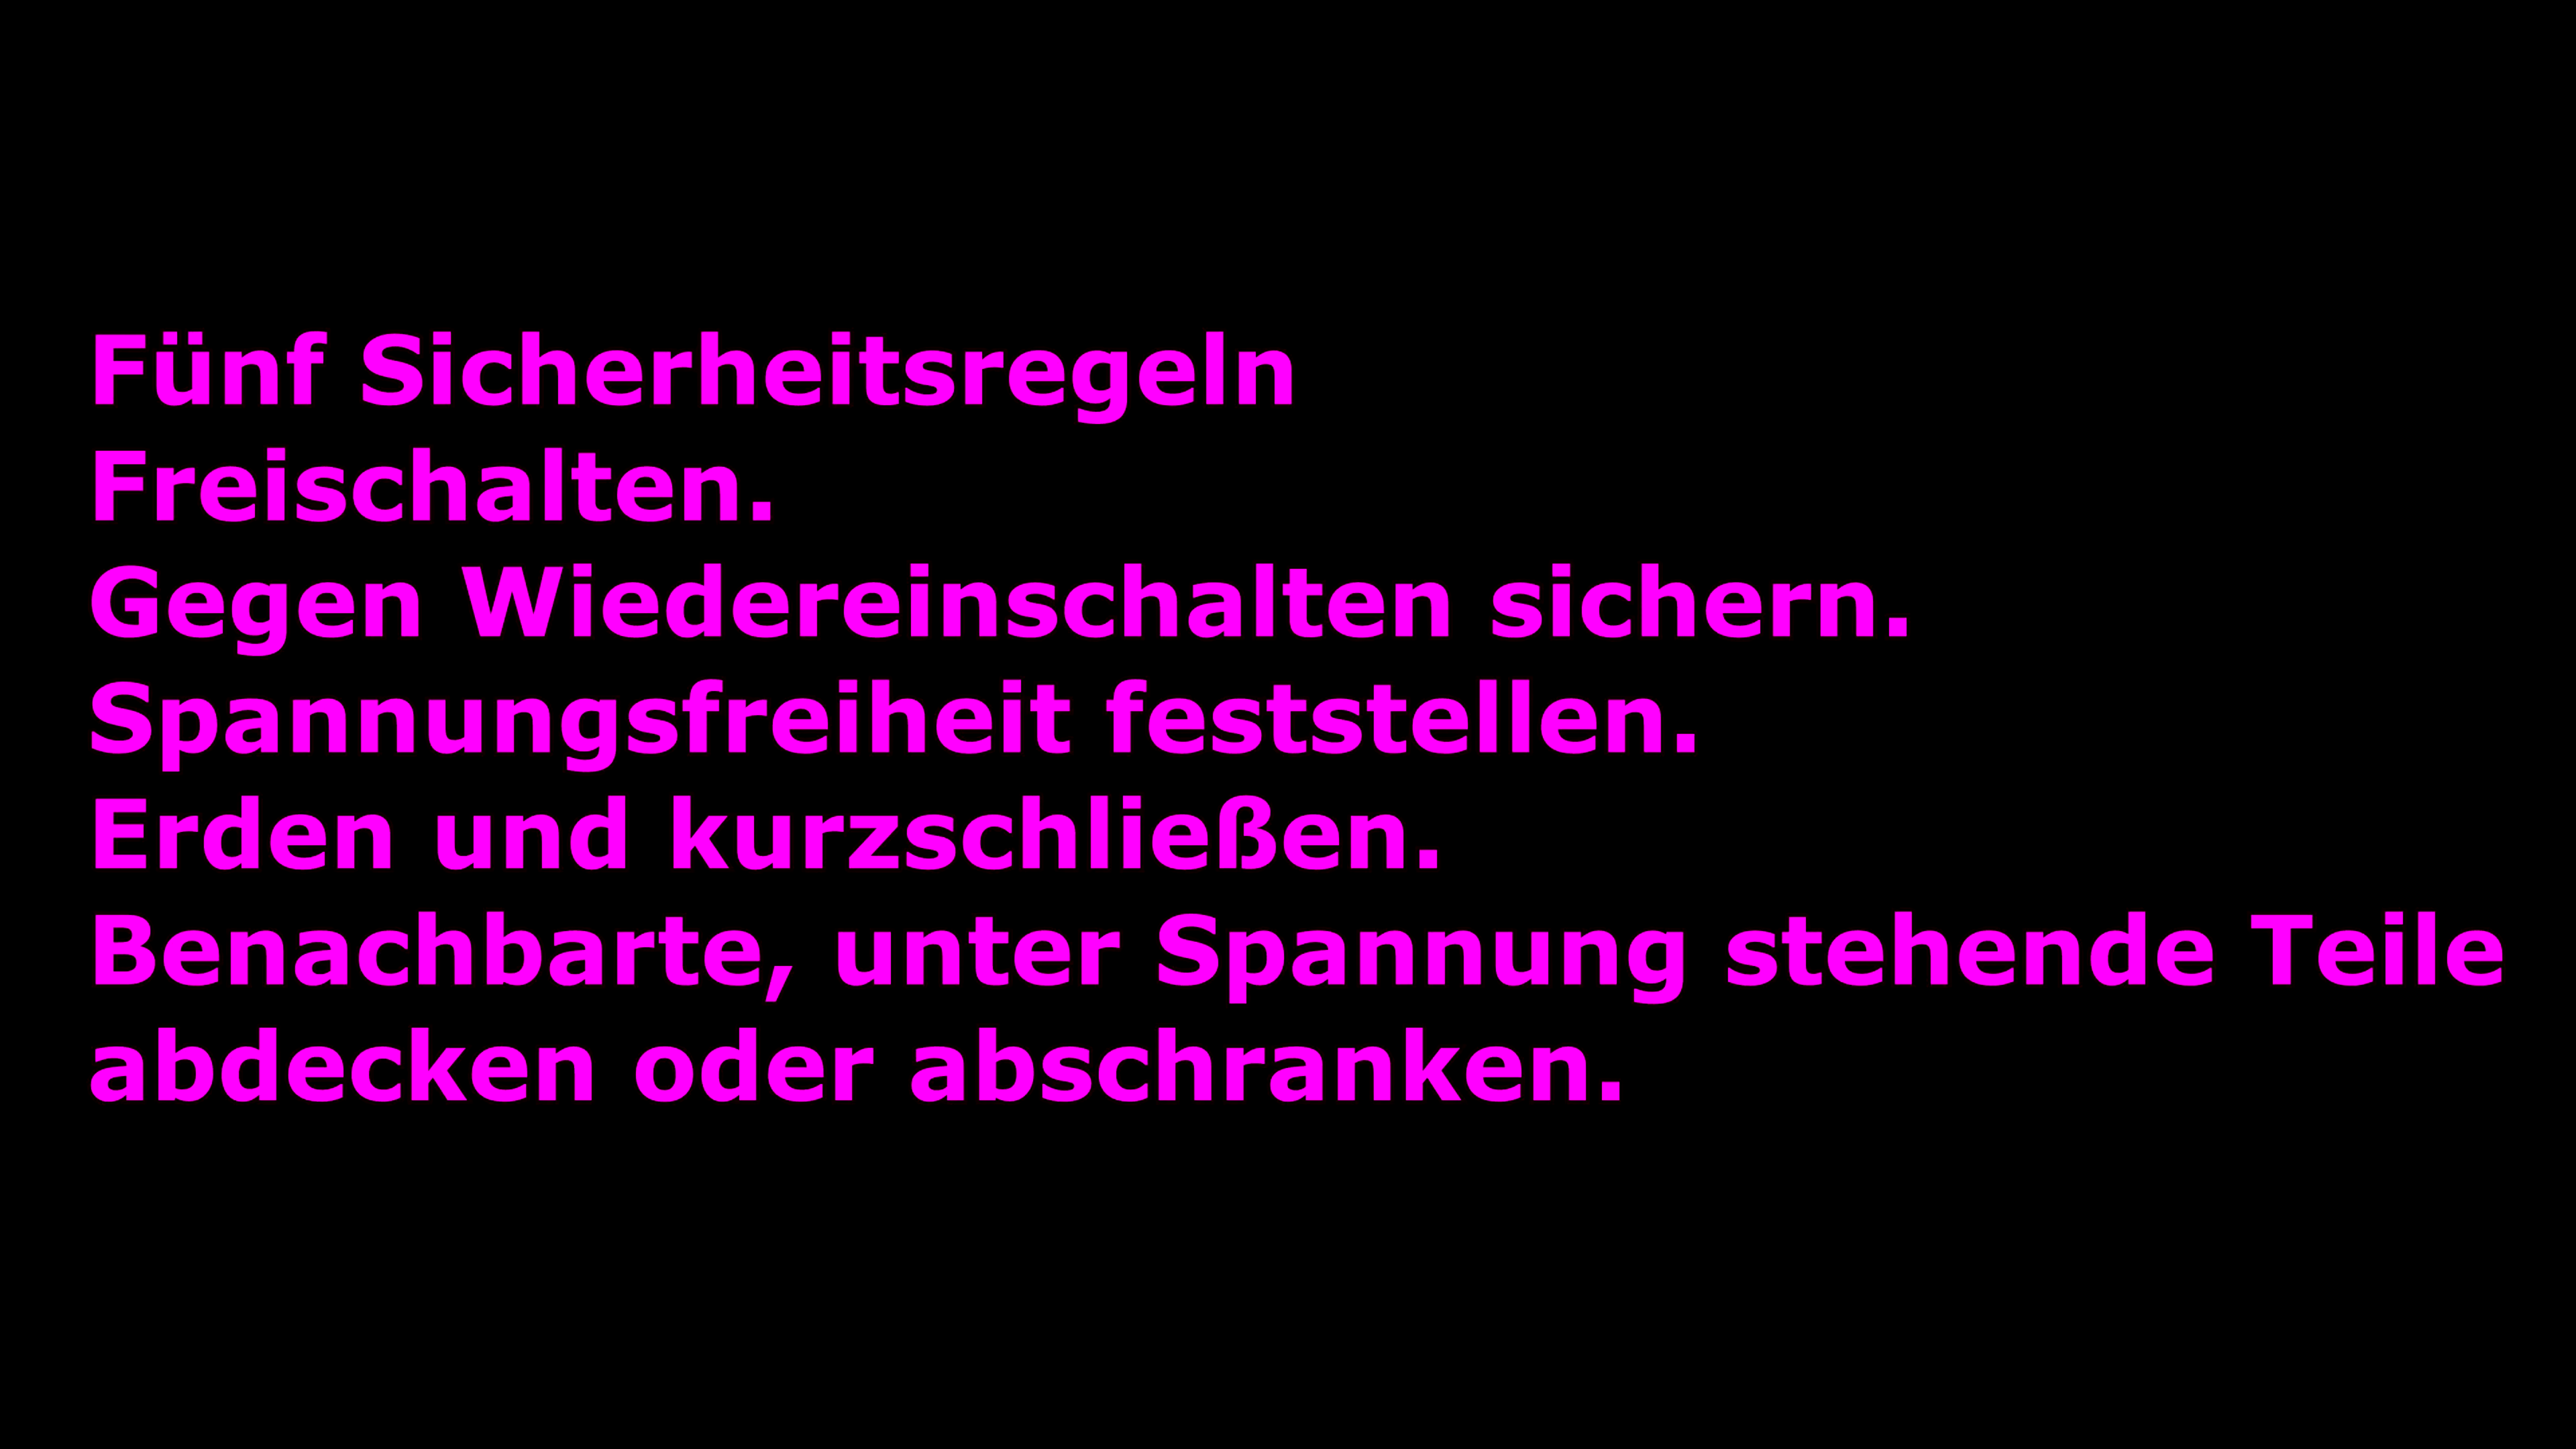 Fünf Sicherheitsregeln
Freischalten.
Gegen Wiedereinschalten sichern.
Spannungsfreiheit feststellen.
Erden und kurzschließen.
Benachbarte, unter Spannung stehende Teile
abdecken oder abschranken.